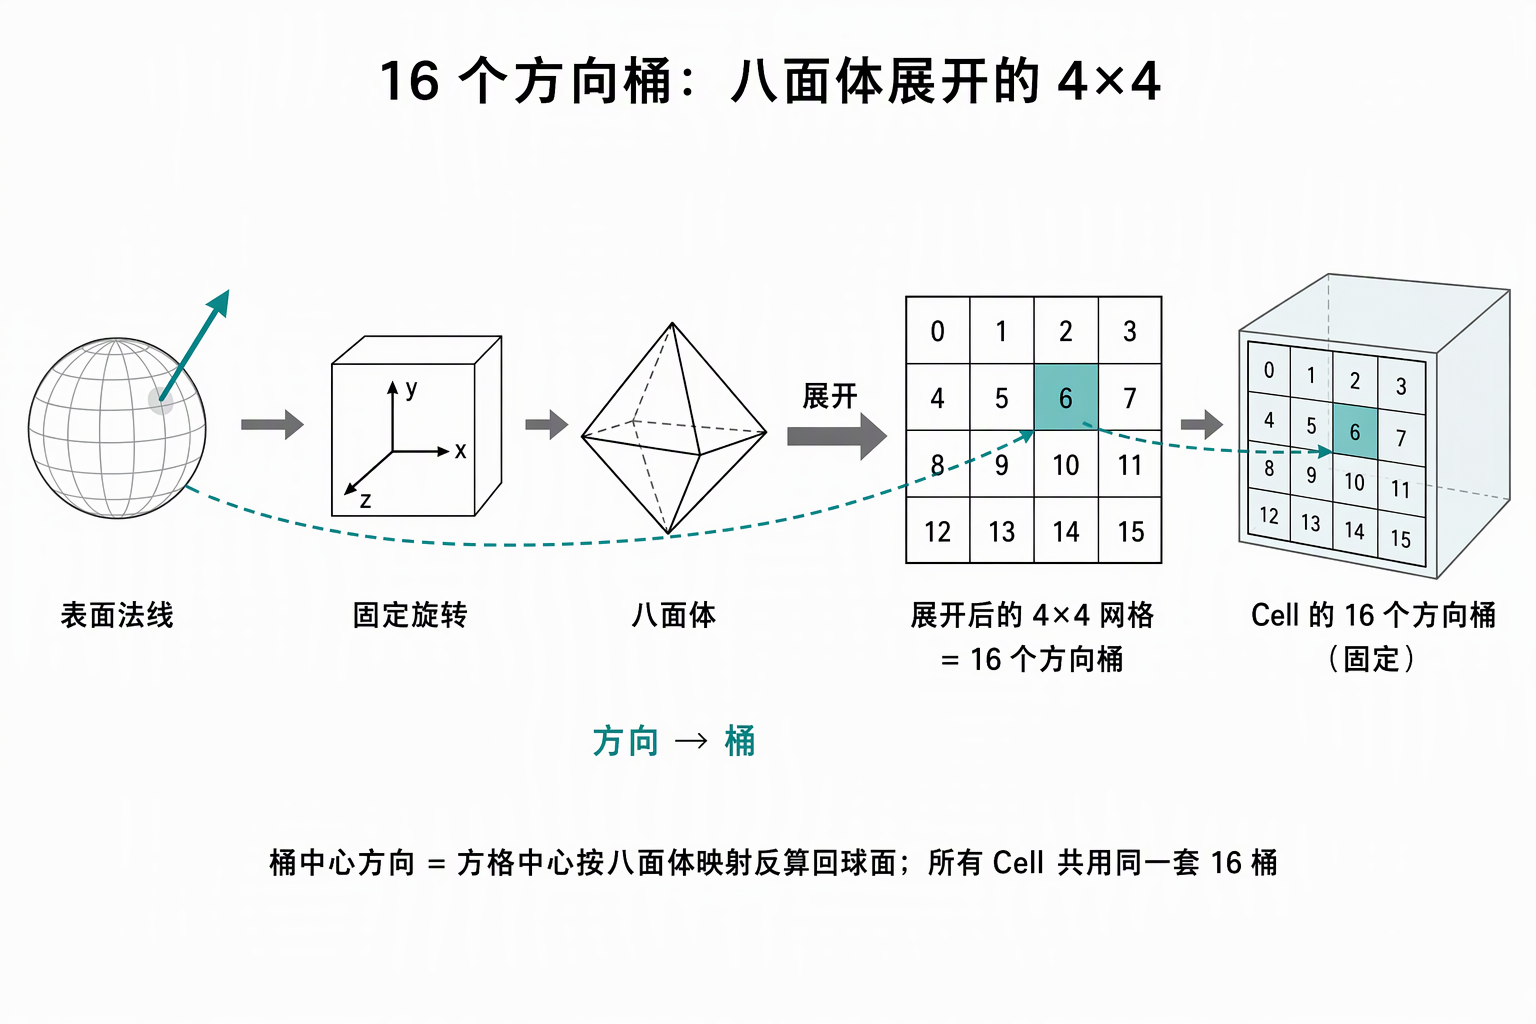 16 个方向桶：八面体展开的 4×4
y
x
z
展开
0 1 2 3
4 5 6 7
8 9 10 11
12 13 14 15
0 1 2 3
4 5 6 7
8 9 10 11
12 13 14 15
表面法线
固定旋转
八面体
展开后的 4×4 网格
= 16 个方向桶
Cell 的 16 个方向桶
（固定）
方向 → 桶
桶中心方向 = 方格中心按八面体映射反算回球面；所有 Cell 共用同一套 16 桶